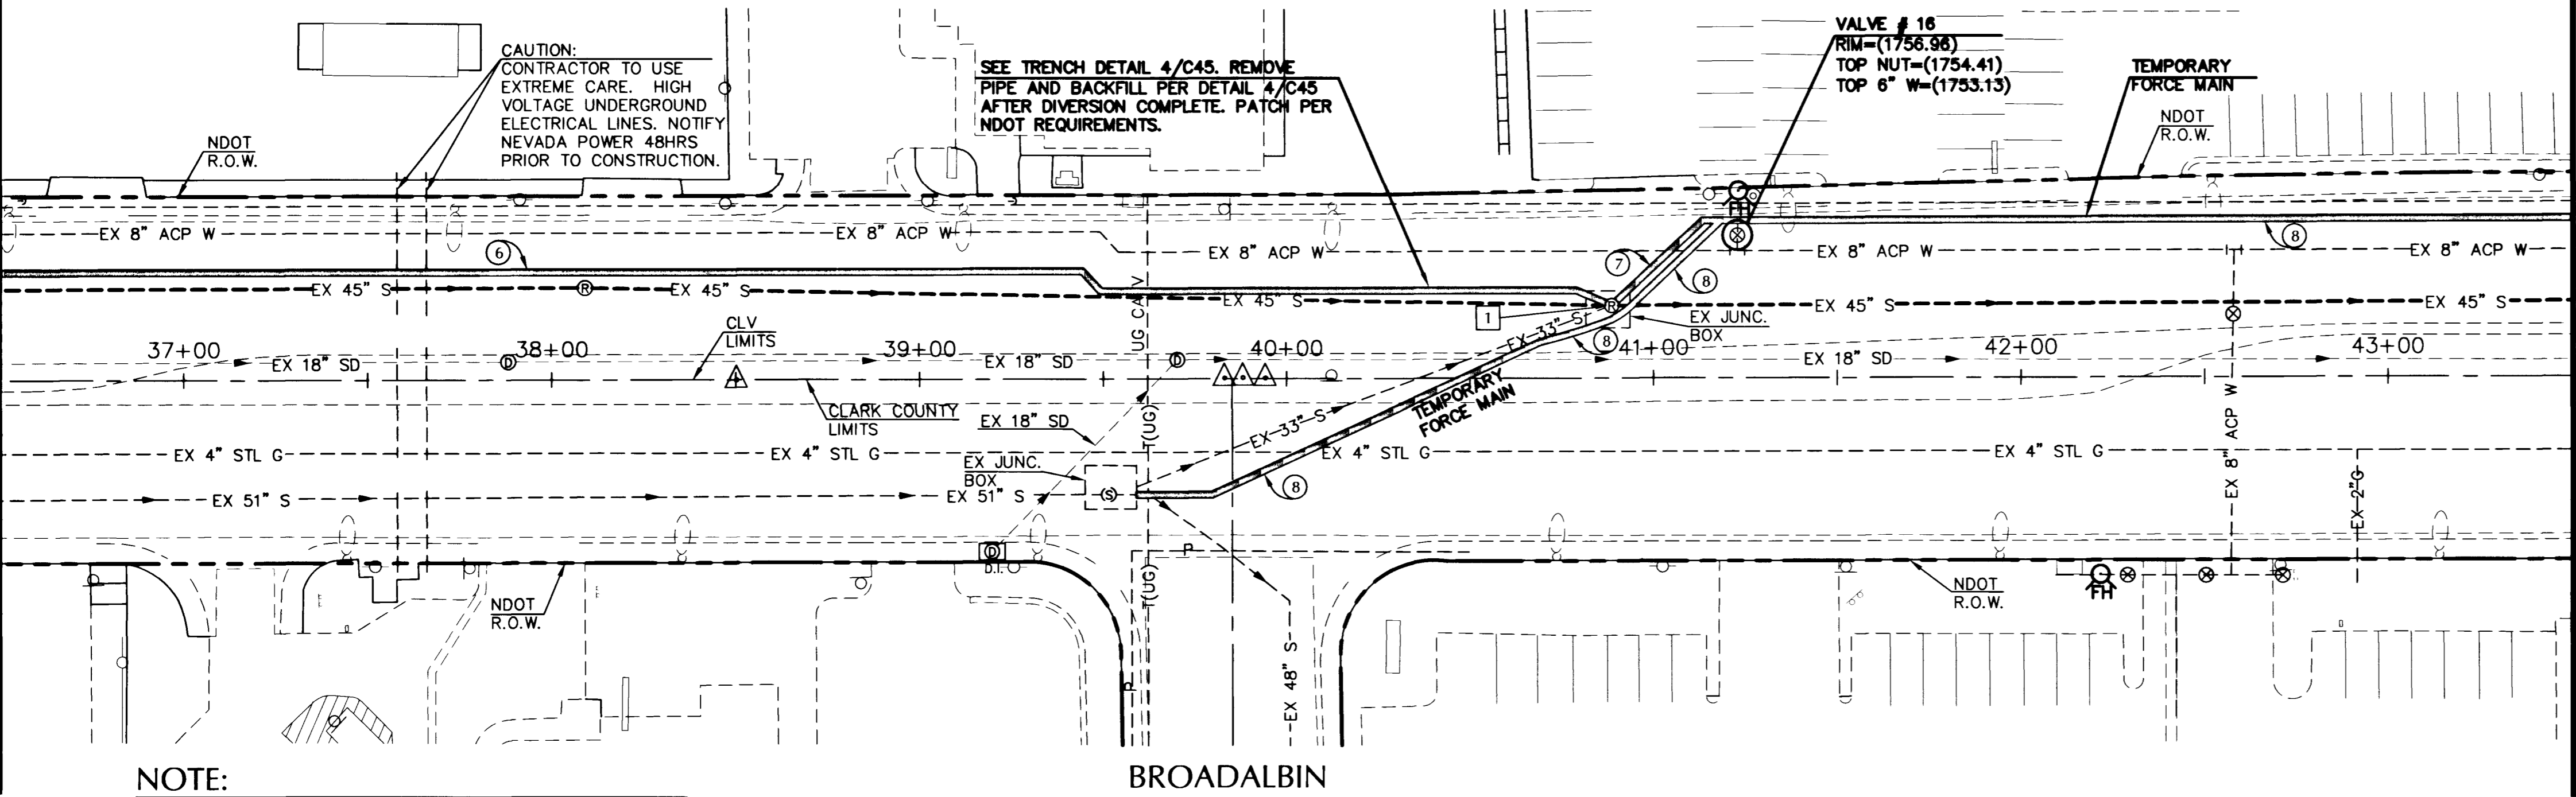 CAUTION:
CONTRACTOR TO USE
EXTREME CARE. HIGH
VOLTAGE UNDERGROUND
ELECTRICAL LINES. NOTIFY
NEVADA POWER 48HRS
PRIOR TO CONSTRUCTION.
SEE TRENCH DETAIL 4/C45. REMOVE
PIPE AND BACKFILL PER DETAIL 4/C45
AFTER DIVERSION COMPLETE. PATCH PER
NDOT REQUIREMENTS.
VALVE # 16
RIM=(1756.96)
TOP NUT=(1754.41)
TOP 6" W=(1753.13)
TEMPORARY
FORCE MAIN
NDOT
R.O.W.
NDOT
R.O.W.
FH
EX 8" ACP W
EX 8" ACP W
EX 8" ACP W
EX 8" ACP W
EX 8" ACP W
6
7
8
8
EX 45" S
R
EX 45" S
EX 45" S
R
EX 45" S
EX 45" S
1
EX JUNC.
BOX
UG CA V
CLV
LIMITS
37+00
38+00
39+00
40+00
41+00
42+00
43+00
EX 18" SD
D
EX 18" SD
D
EX 18" SD
EX 33" S
8
TEMPORARY
FORCE MAIN
CLARK COUNTY
LIMITS
EX 18" SD
T(UG)
EX 33" S
EX 4" STL G
EX 4" STL G
EX 4" STL G
EX 4" STL G
EX 8" ACP W
EX 2" G
EX JUNC.
BOX
EX 51" S
EX 51" S
S
8
D
D.I.
P
T(UG)
P
NDOT
R.O.W.
NDOT
R.O.W.
FH
EX 48" S
NOTE:
BROADALBIN